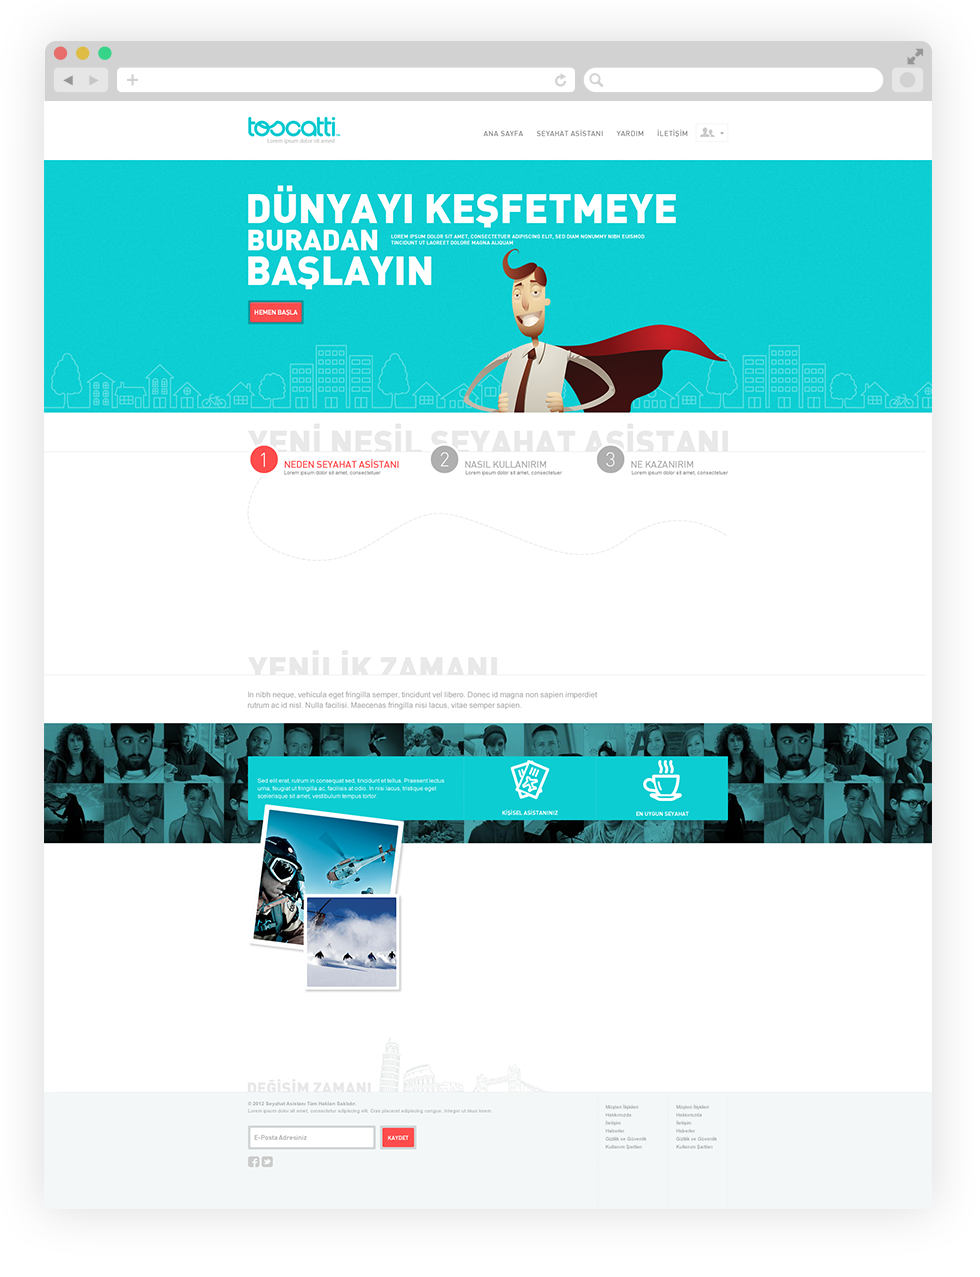 toscatti
Lorem ipsum dolor sit amed
ANA SAYFA
SEYAHAT ASİSTANI
YARDIM
İLETİŞİM
DÜNYAYI KEŞFETMEYE
BURADAN
LOREM IPSUM DOLOR SIT AMET, CONSECTETUER ADIPISCING ELIT, SED DIAM NONUMMY NIBH EUISMOD
TINCIDUNT UT LAOREET DOLORE MAGNA ALIQUAM
BAŞLAYIN
HEMEN BAŞLA
YENİ NESİL SEYAHAT ASİSTANI
1
NEDEN SEYAHAT ASİSTANI
Lorem ipsum dolor sit amet, consectetuer
2
NASIL KULLANIRIM
Lorem ipsum dolor sit amet, consectetuer
3
NE KAZANIRIM
Lorem ipsum dolor sit amet, consectetuer
YENİLİK ZAMANI
In nibh neque, vehicula eget fringilla semper, tincidunt vel libero. Donec id magna non sapien imperdiet
rutrum ac id nisl. Nulla facilisi. Maecenas fringilla nisi lacus, vitae semper sapien.
Sed elit erat, rutrum in consequat sed, tincidunt et tellus. Praesent lectus
urna, feugiat ut fringilla ac, facilisis at odio. In nisi lacus, tristique eget
scelerisque sit amet, vestibulum tempus tortor
KİŞİSEL ASİSTANINIZ
EN UYGUN SEYAHAT
DEĞİŞİM ZAMANI
© 2012 Seyahat Asistanı Tüm Hakları Saklıdır.
Lorem ipsum dolor sit amet, consectetur adipiscing elit. Cras placerat adipiscing congue. Integer ut risus lorem.
E-Posta Adresiniz
KAYDET
Müşteri İlişkileri
Hakkımızda
İletişim
Haberler
Gizlilik ve Güvenlik
Kullanım Şartları
Müşteri İlişkileri
Hakkımızda
İletişim
Haberler
Gizlilik ve Güvenlik
Kullanım Şartları